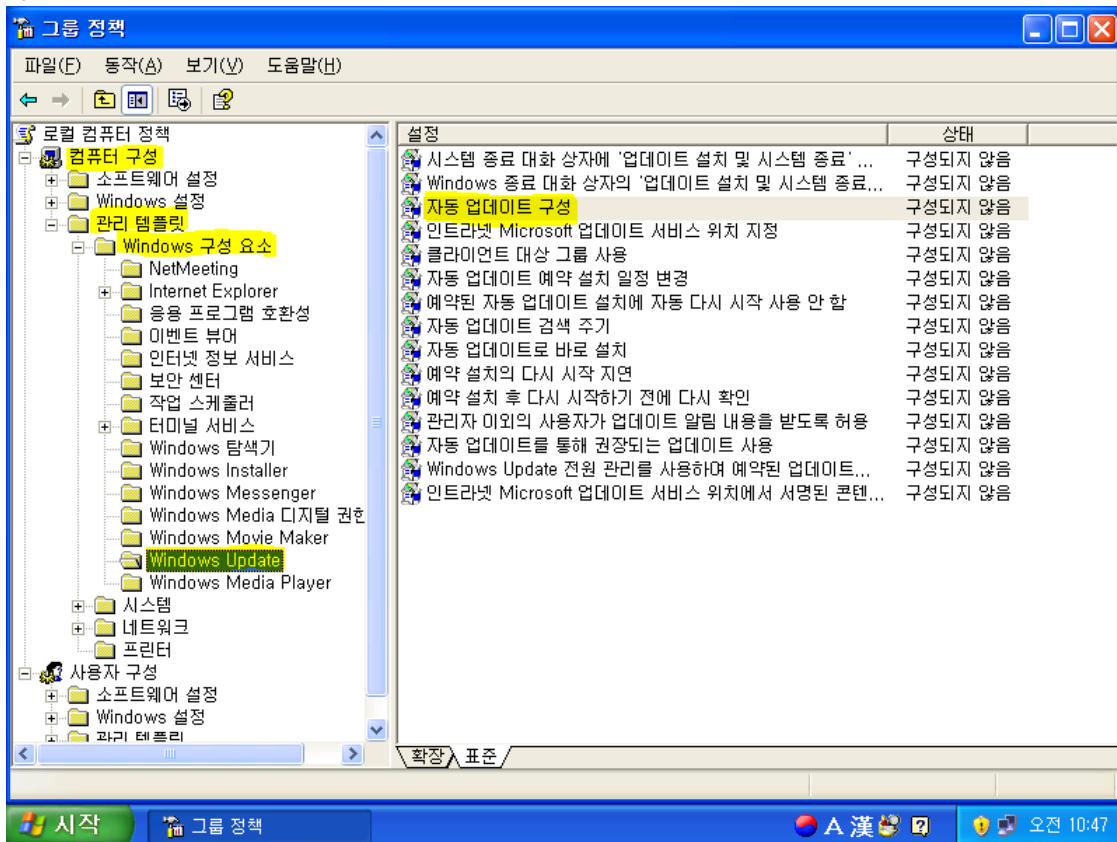 그룹 정책
파일(F) 동작(A) 보기(V) 도움말(H)
로컬 컴퓨터 정책
컴퓨터 구성
소프트웨어 설정
Windows 설정
관리 템플릿
Windows 구성 요소
NetMeeting
Internet Explorer
응용 프로그램 호환성
이벤트 뷰어
인터넷 정보 서비스
보안 센터
작업 스케줄러
터미널 서비스
Windows 탐색기
Windows Installer
Windows Messenger
Windows Media 디지털 권한
Windows Movie Maker
Windows Update
Windows Media Player
시스템
네트워크
프린터
사용자 구성
소프트웨어 설정
Windows 설정
관리 템플릿
설정 상태
시스템 종료 대화 상자에 '업데이트 설치 및 시스템 종료' ... 구성되지 않음
Windows 종료 대화 상자의 '업데이트 설치 및 시스템 종료... 구성되지 않음
자동 업데이트 구성 구성되지 않음
인트라넷 Microsoft 업데이트 서비스 위치 지정 구성되지 않음
클라이언트 대상 그룹 사용 구성되지 않음
자동 업데이트 예약 설치 일정 변경 구성되지 않음
예약된 자동 업데이트 설치에 자동 다시 시작 사용 안 함 구성되지 않음
자동 업데이트 검색 주기 구성되지 않음
자동 업데이트로 바로 설치 구성되지 않음
예약 설치의 다시 시작 지연 구성되지 않음
예약 설치 후 다시 시작하기 전에 다시 확인 구성되지 않음
관리자 이외의 사용자가 업데이트 알림 내용을 받도록 허용 구성되지 않음
자동 업데이트를 통해 권장되는 업데이트 사용 구성되지 않음
Windows Update 전원 관리를 사용하여 예약된 업데이트... 구성되지 않음
인트라넷 Microsoft 업데이트 서비스 위치에서 서명된 콘텐... 구성되지 않음
확장 표준
시작 그룹 정책 A 漢 오전 10:47